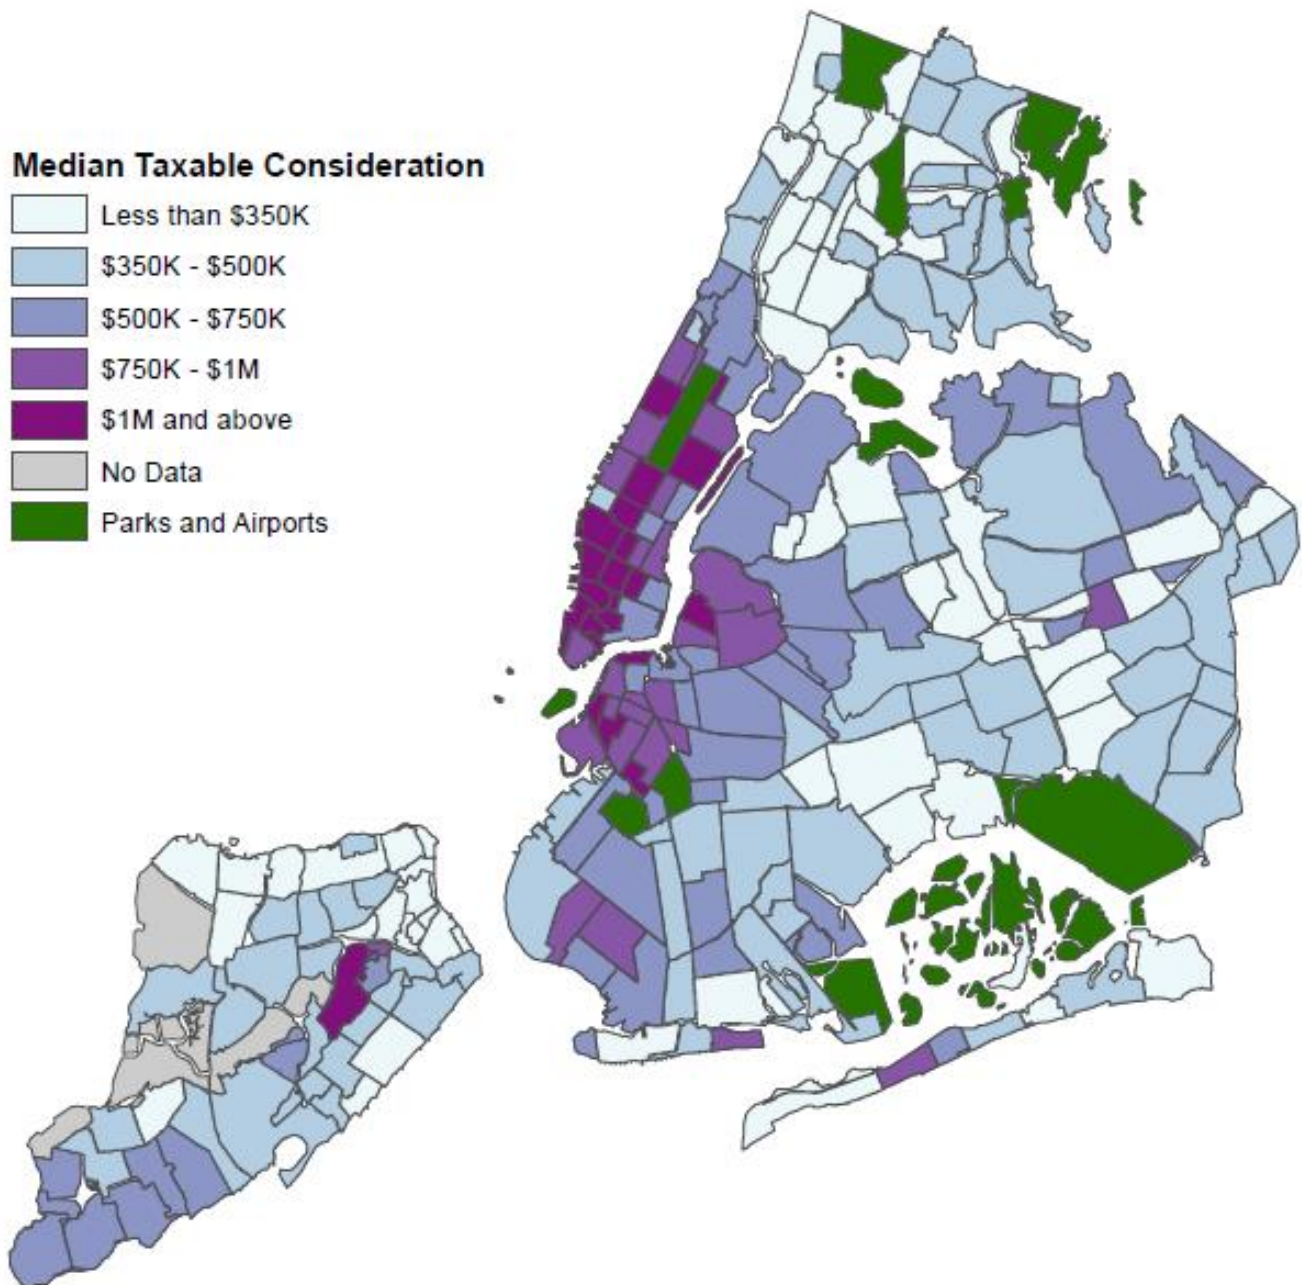 Median Taxable Consideration
Less than $350K
$350K - $500K
$500K - $750K
$750K - $1M
$1M and above
No Data
Parks and Airports